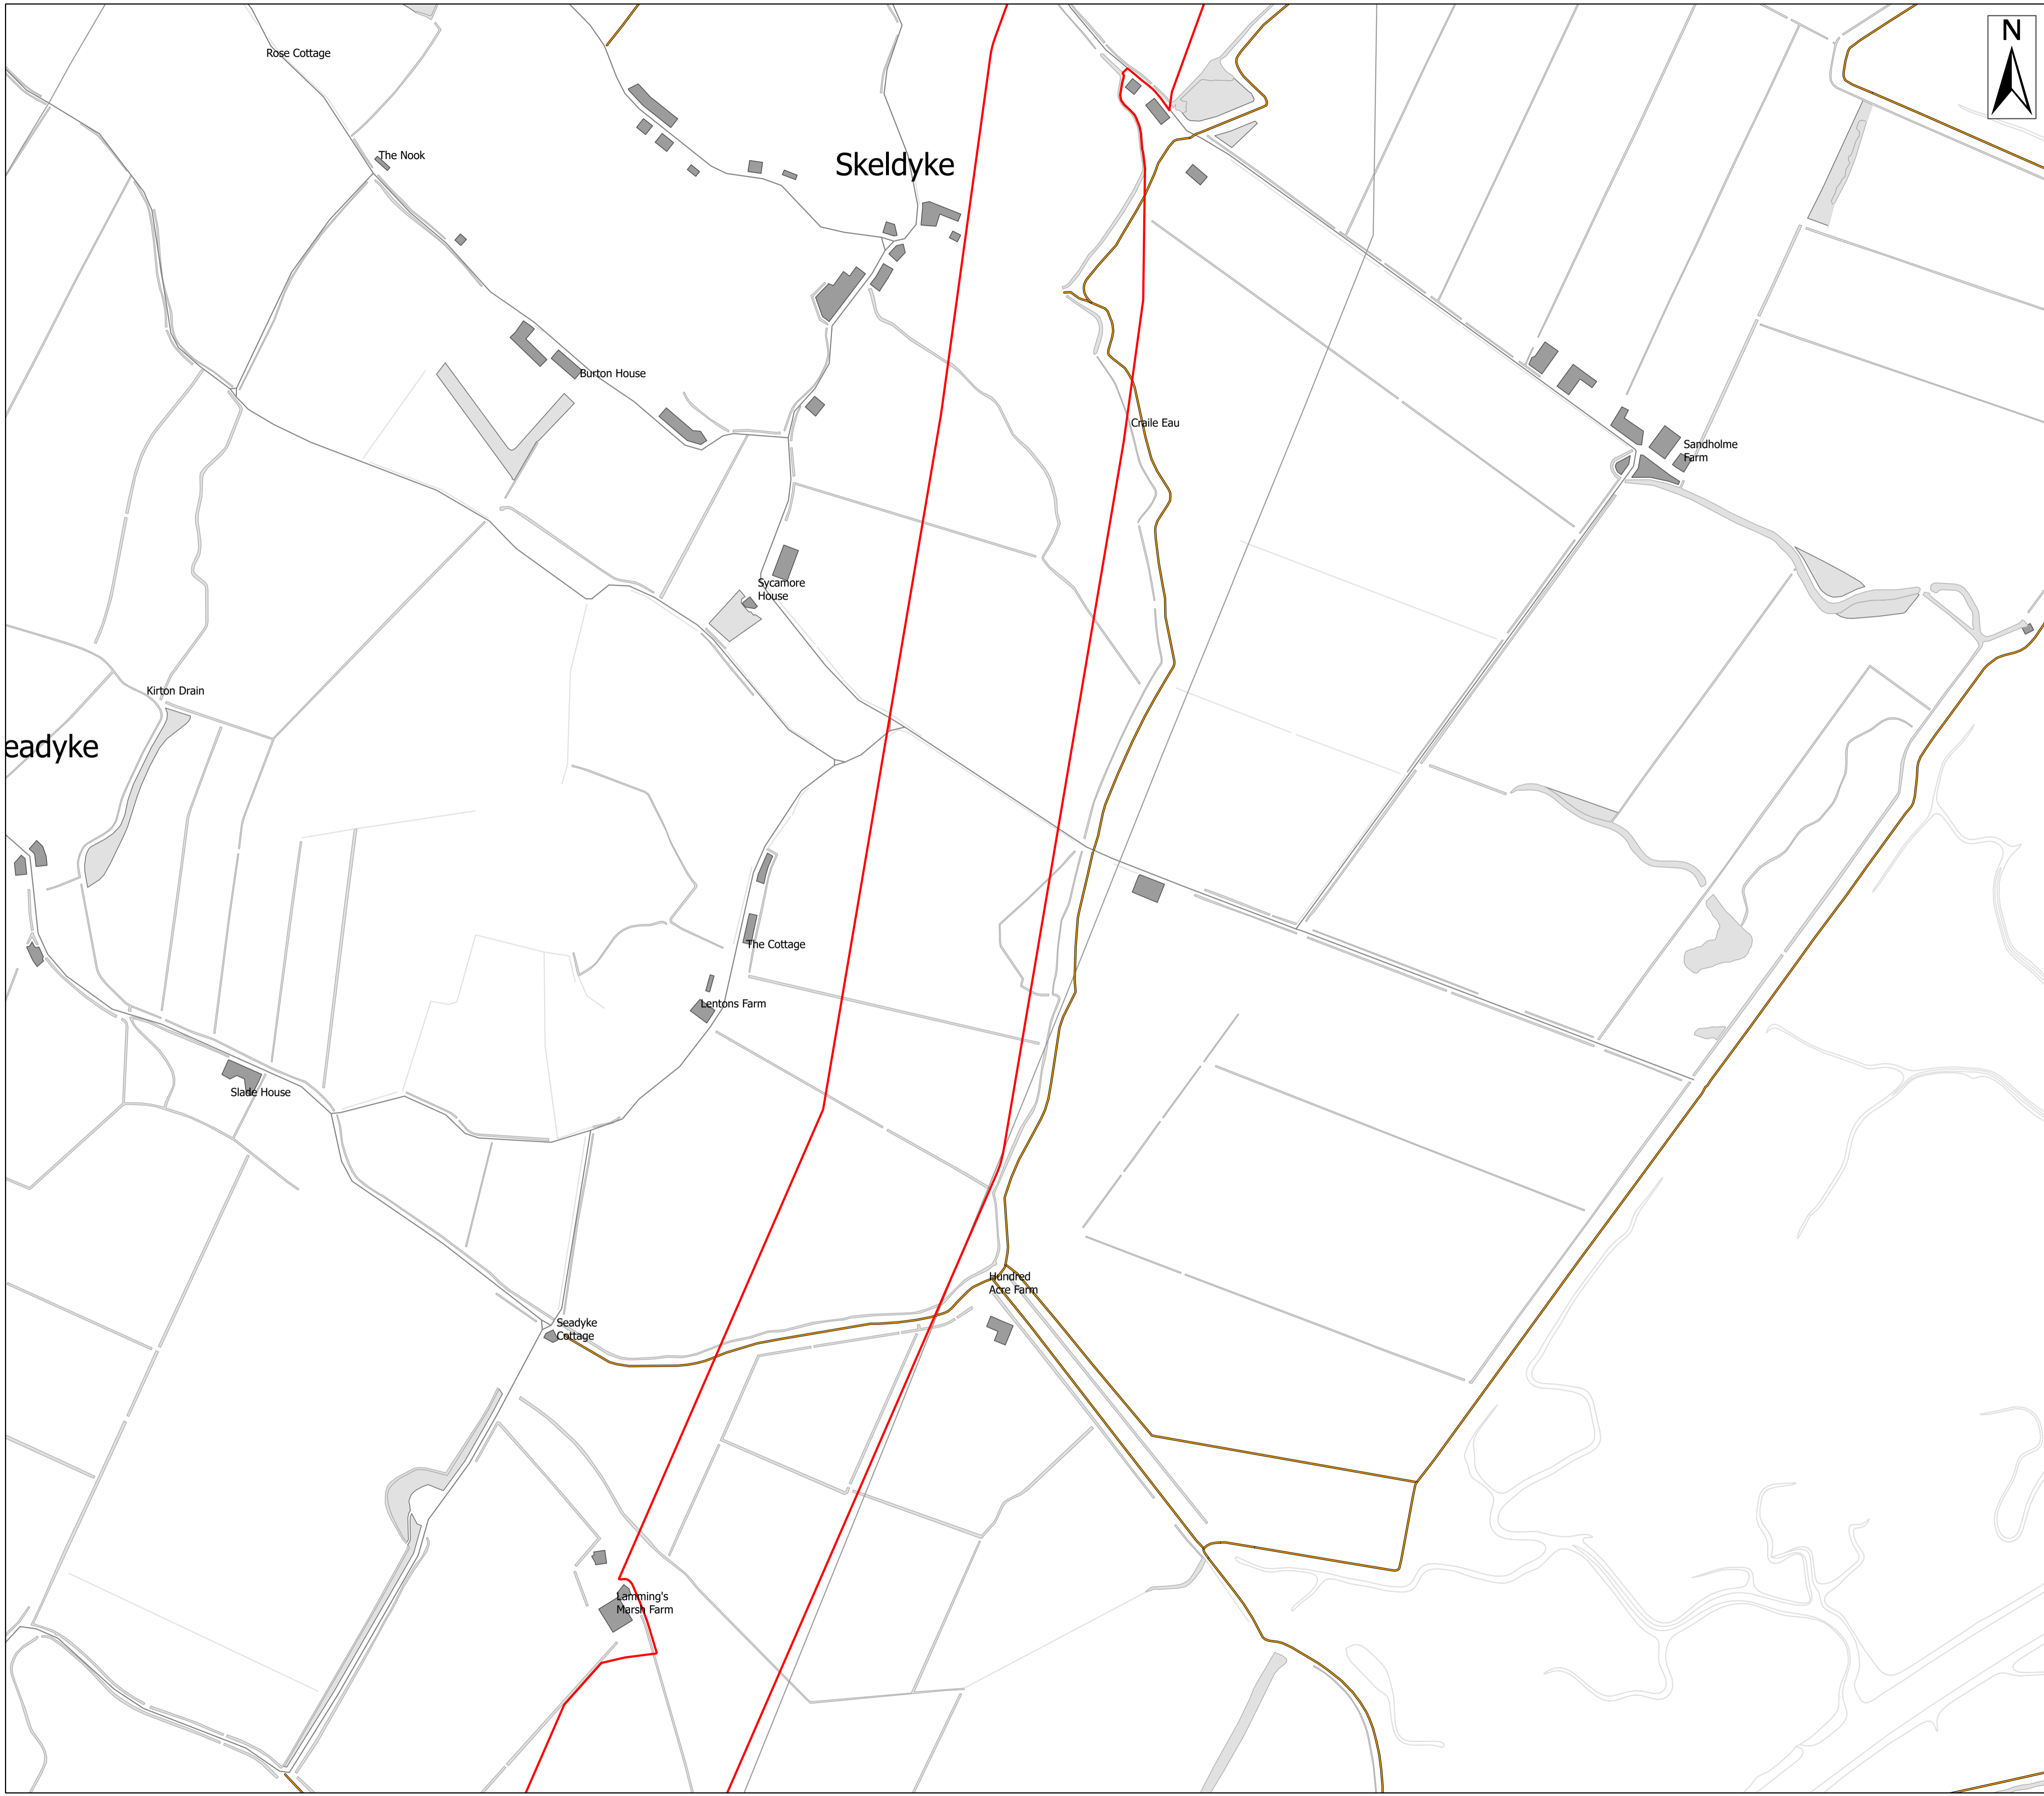 N
Rose Cottage
The Nook
Skeldyke
Burton House
Craile Eau
Sandholme
Farm
Sycamore
House
Kirton Drain
eadyke
The Cottage
Lentons Farm
Slade House
Hundred
Acre Farm
Seadyke
Cottage
Lamming's
Marsh Farm